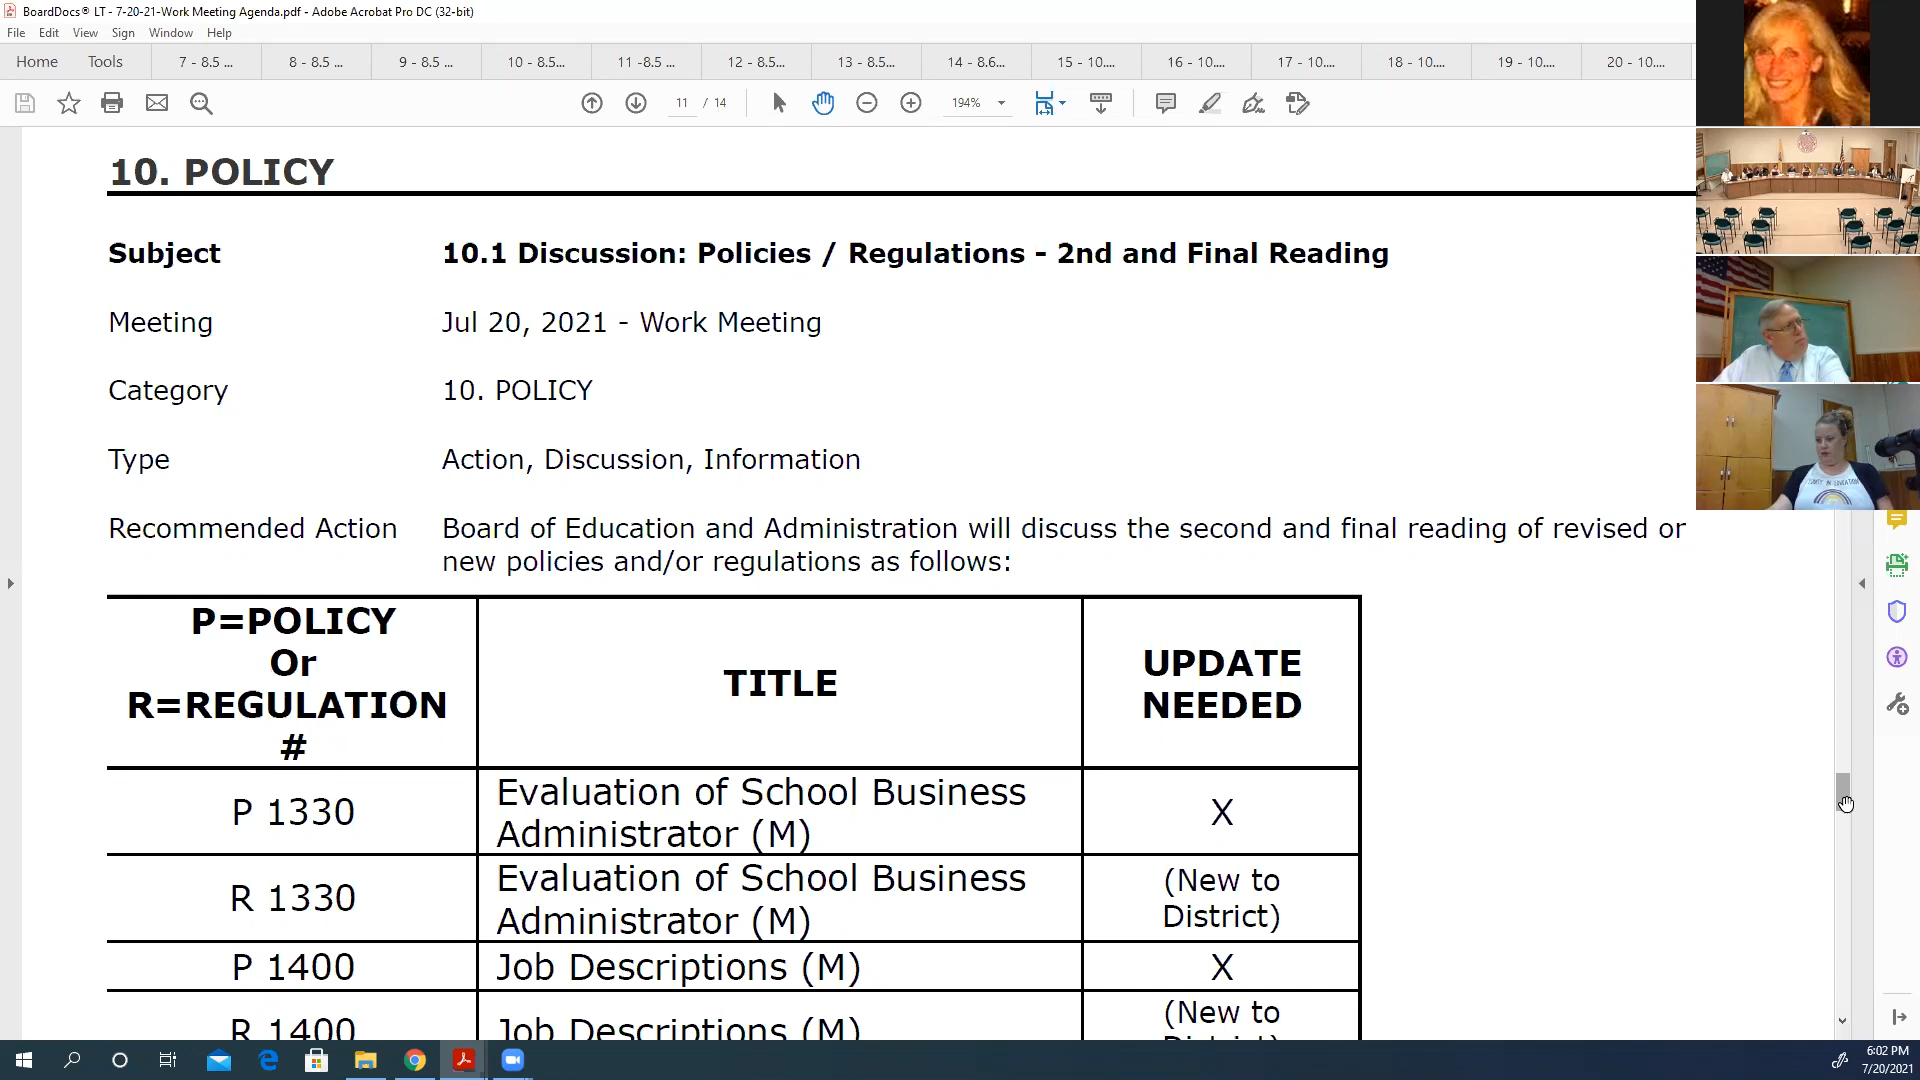 BoardDocs® LT - 7-20-21-Work Meeting Agenda.pdf - Adobe Acrobat Pro DC (32-bit)
File Edit View Sign Window Help
Home Tools 7 - 8.5 ... 8 - 8.5 ... 9 - 8.5 ... 10 - 8.5... 11 -8.5 ... 12 - 8.5... 13 - 8.5... 14 - 8.6... 15 - 10.... 16 - 10.... 17 - 10.... 18 - 10.... 19 - 10.... 20 - 10....
11 / 14 194%
10. POLICY
Subject 10.1 Discussion: Policies / Regulations - 2nd and Final Reading
Meeting Jul 20, 2021 - Work Meeting
Category 10. POLICY
Type Action, Discussion, Information
Recommended Action Board of Education and Administration will discuss the second and final reading of revised or
new policies and/or regulations as follows:
P=POLICY
Or
R=REGULATION
#
TITLE
UPDATE
NEEDED
P 1330
Evaluation of School Business
Administrator (M)
X
R 1330
Evaluation of School Business
Administrator (M)
(New to
District)
P 1400
Job Descriptions (M)
X
R 1400
Job Descriptions (M)
(New to
District)
6:02 PM
7/20/2021